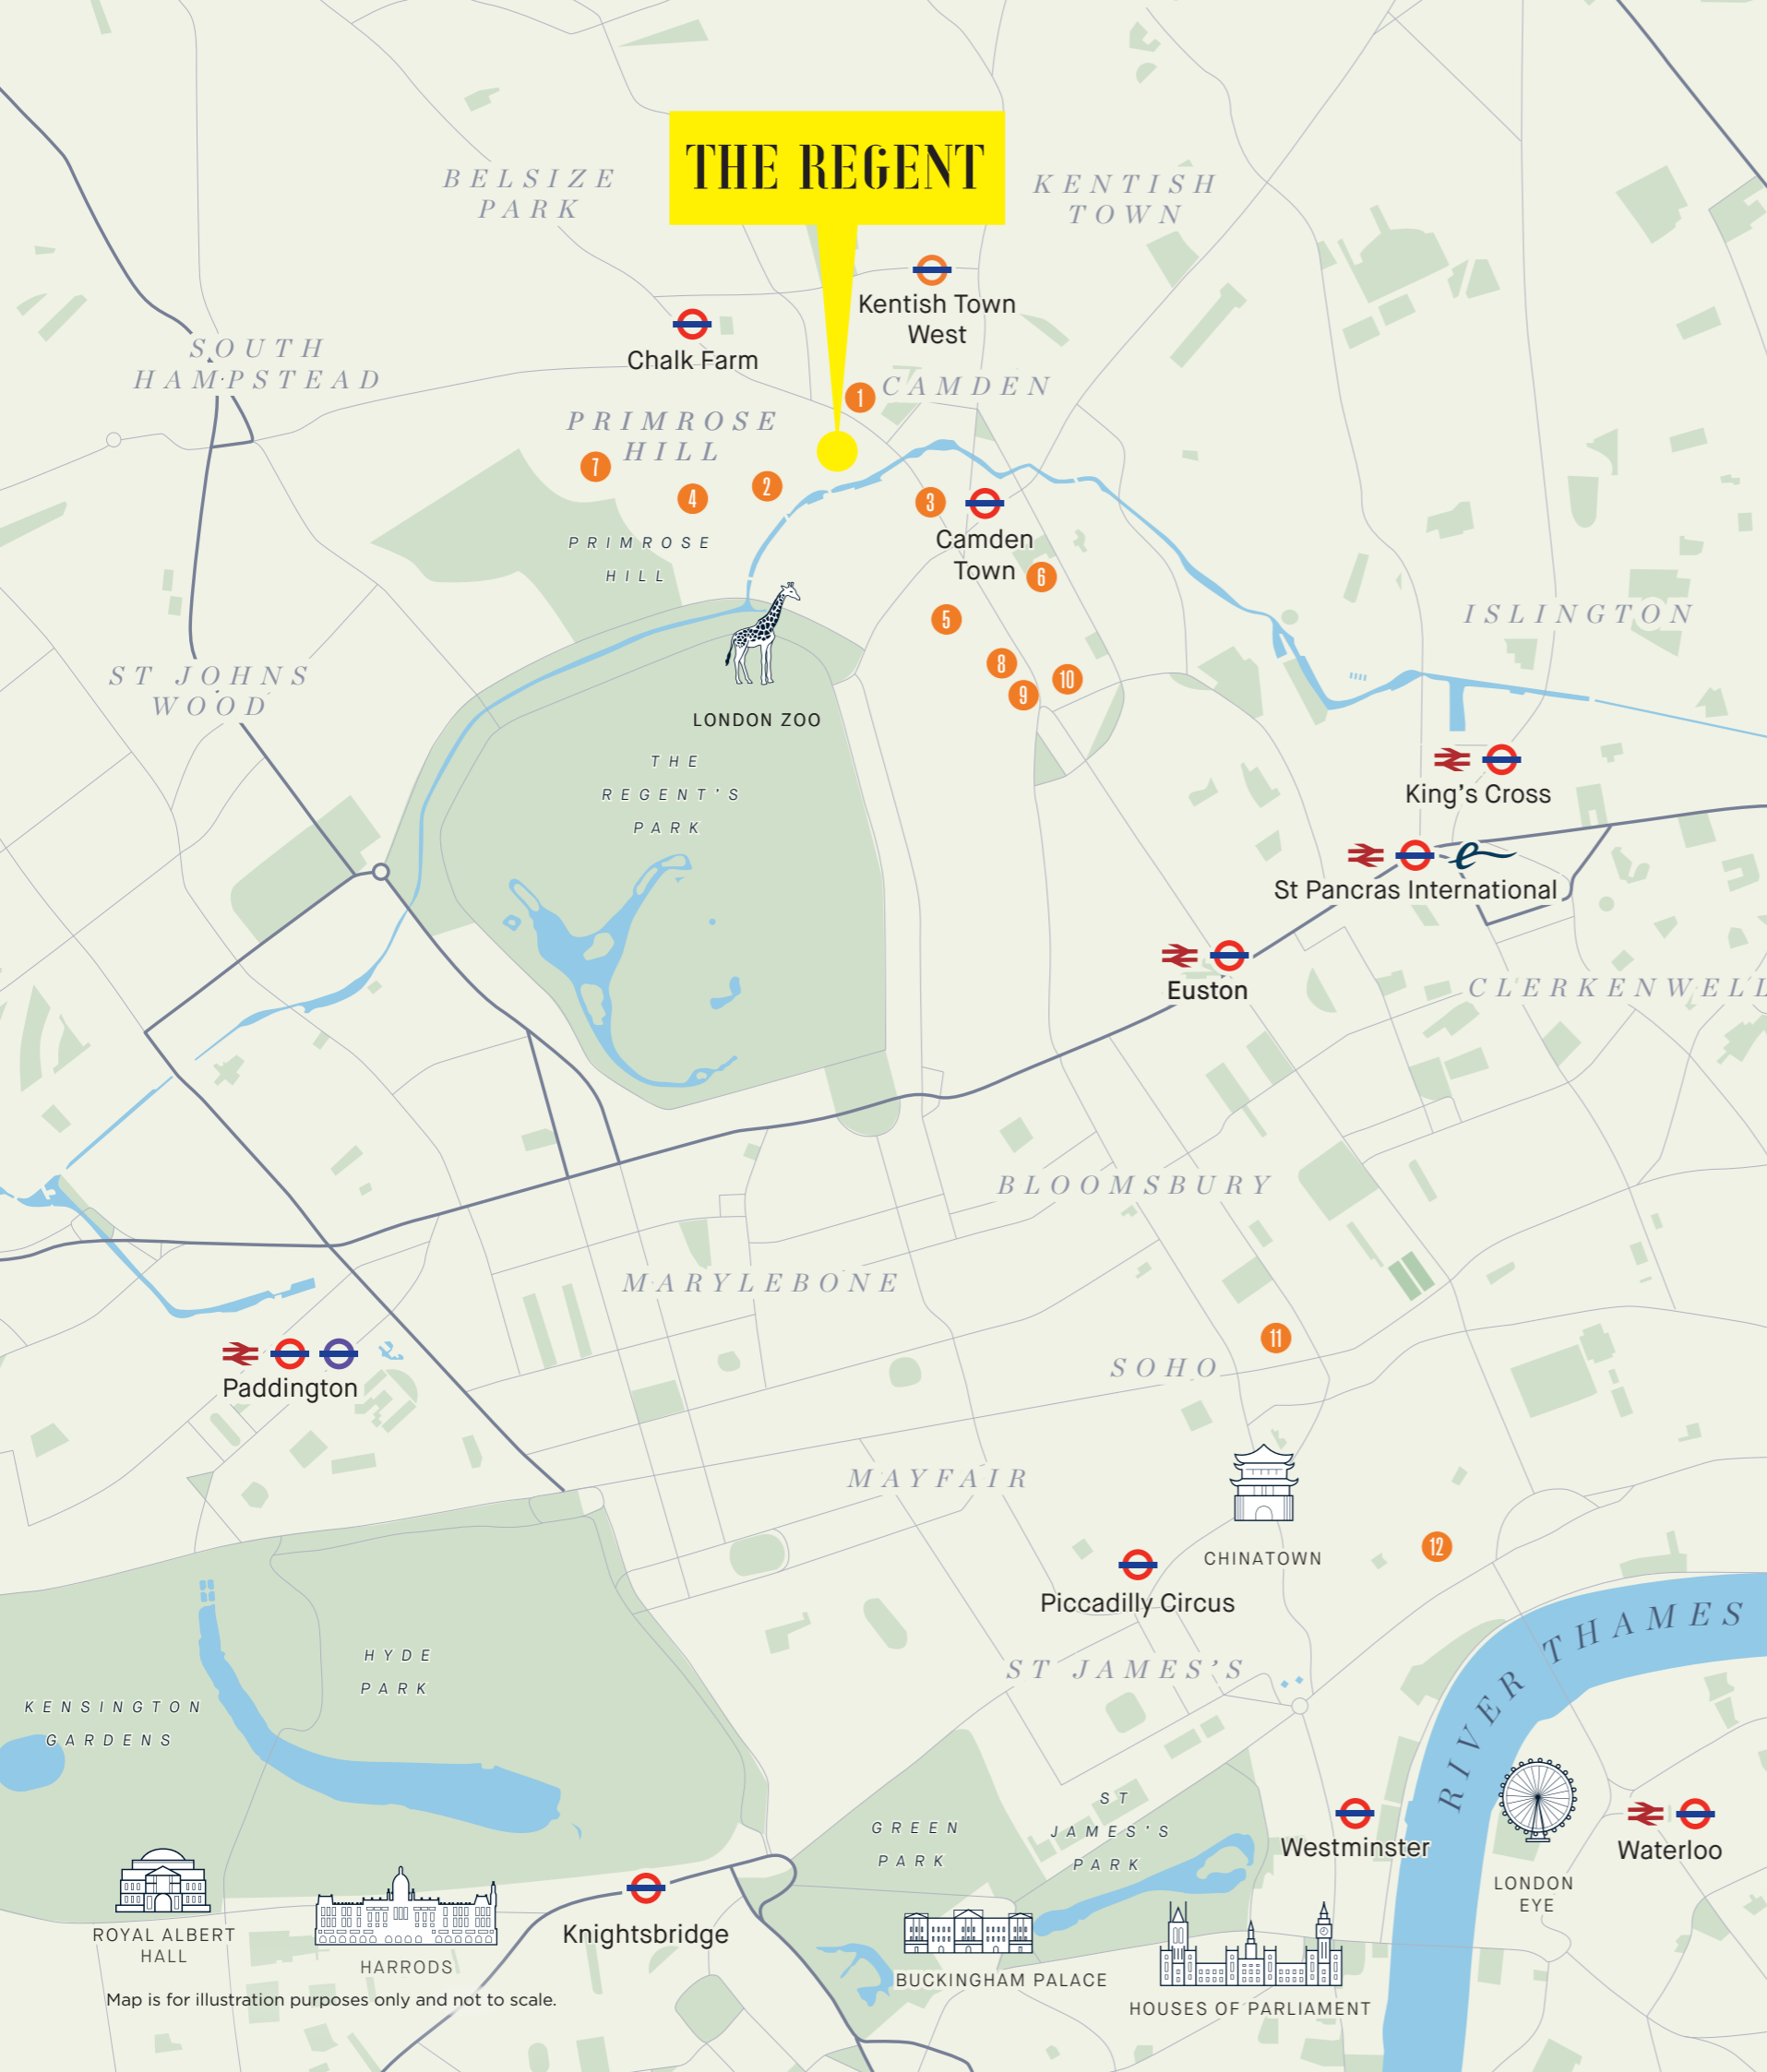 THE REGENT
BELSIZE
PARK
KENTISH
TOWN
Kentish Town
West
Chalk Farm
SOUTH
HAMPSTEAD
1
CAMDEN
PRIMROSE
HILL
7
4
2
3
Camden
Town
6
PRIMROSE
HILL
5
ISLINGTON
8
10
9
ST JOHNS
WOOD
LONDON ZOO
THE
REGENT'S
PARK
King's Cross
e
St Pancras International
Euston
CLERKENWELL
BLOOMSBURY
MARYLEBONE
11
SOHO
Paddington
MAYFAIR
CHINATOWN
12
Piccadilly Circus
RIVER THAMES
HYDE
PARK
ST JAMES'S
KENSINGTON
GARDENS
ST
JAMES'S
PARK
GREEN
PARK
Westminster
Waterloo
LONDON
EYE
ROYAL ALBERT
HALL
HARRODS
Knightsbridge
BUCKINGHAM PALACE
HOUSES OF PARLIAMENT
Map is for illustration purposes only and not to scale.